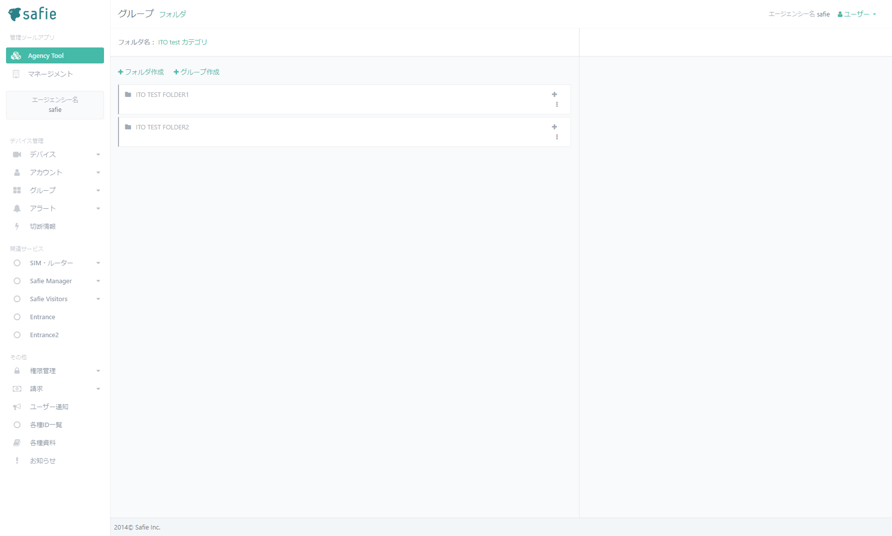 safie
管理ツールアプリ
Agency Tool
マネージメント
エージェンシー名
safie
デバイス管理
デバイス
アカウント
グループ
アラート
切断情報
関連サービス
SIM・ルーター
Safie Manager
Safie Visitors
Entrance
Entrance2
その他
権限管理
請求
ユーザー通知
各種ID一覧
各種資料
お知らせ
グループ フォルダ
エージェンシー名 safie
ユーザー
フォルダ名： ITO test カテゴリ
フォルダ作成 グループ作成
ITO TEST FOLDER1
ITO TEST FOLDER2
2014© Safie Inc.